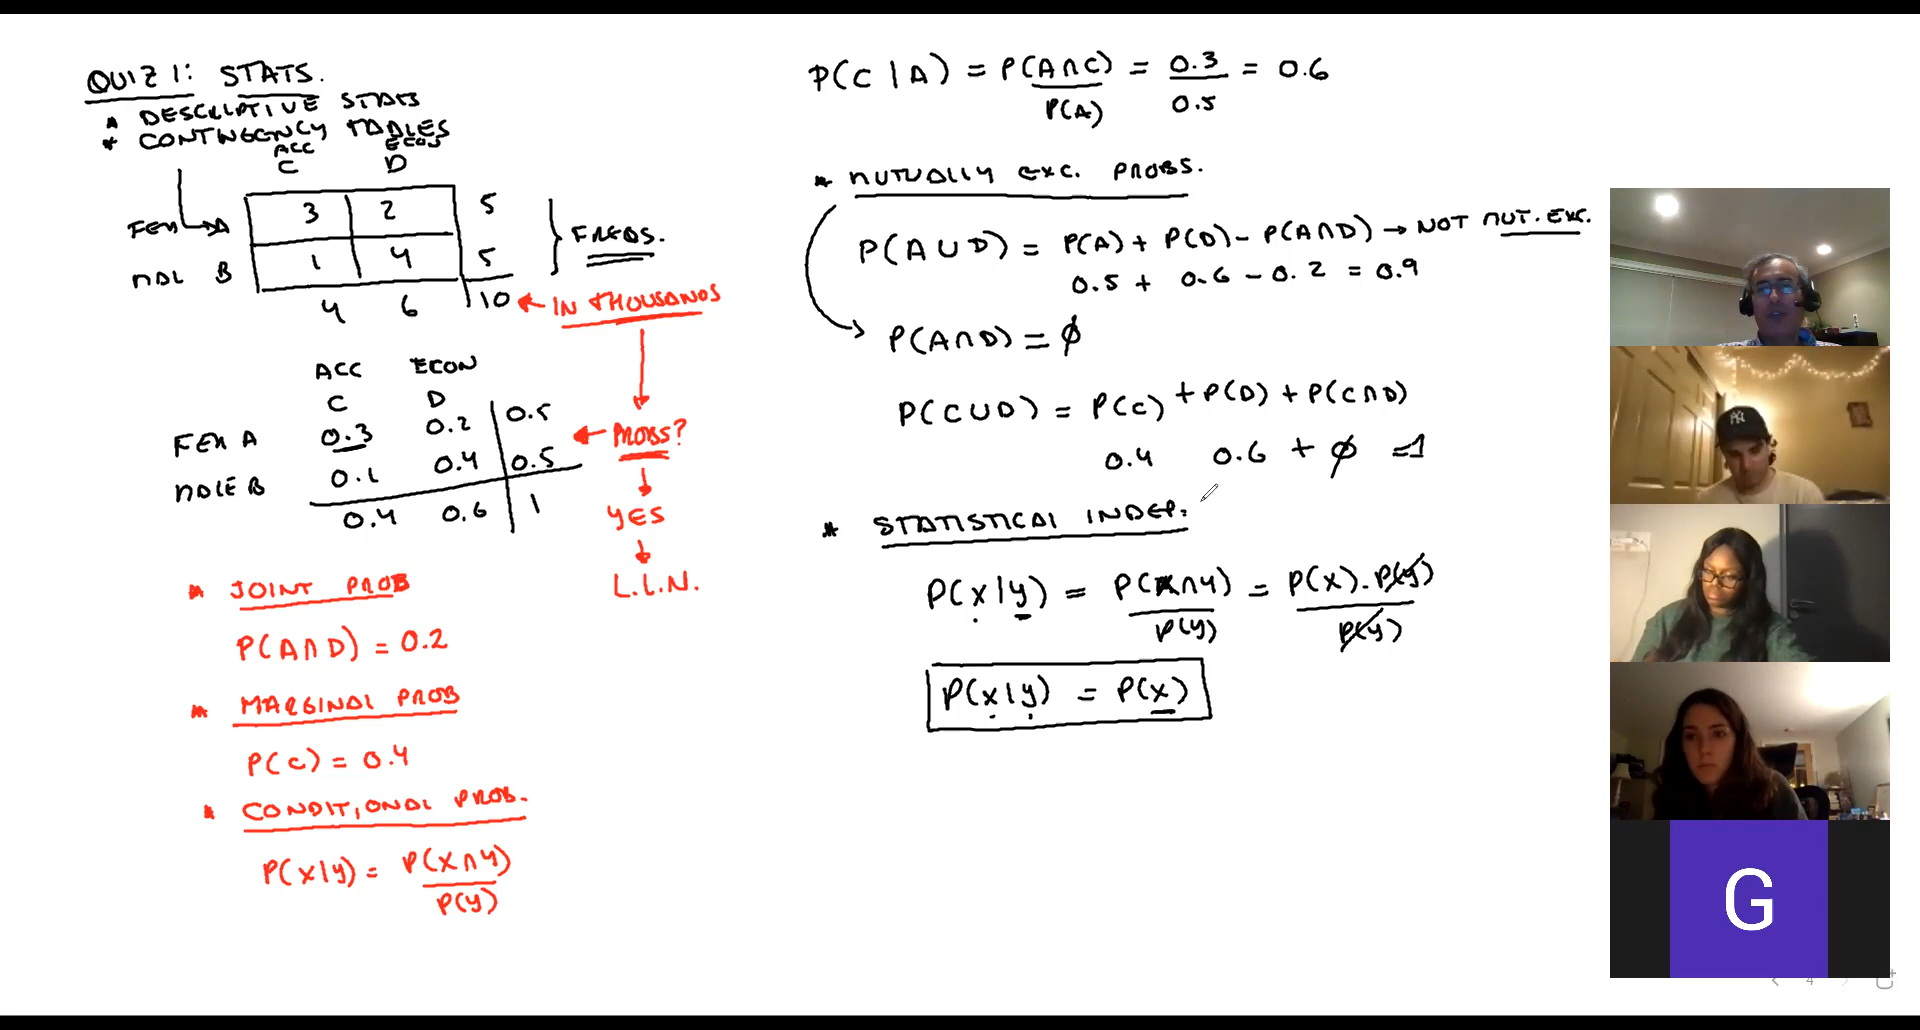 QUIZ 1: STATS.
* DESCRIPTIVE STATS
* CONTINGENCY TABLES
ACC ECON
C D
FEM A 3 2 5
MAL B 1 4 5
} FREQS.
4 6 10 ← IN THOUSANDS
ACC ECON
C D
FEM A 0.3 0.2 0.5
MALE B 0.1 0.4 0.5
0.4 0.6 1
← PROBS?
YES
L.L.N.
* JOINT PROB
P(A∩D) = 0.2
* MARGINAL PROB
P(C) = 0.4
* CONDITIONAL PROB.
P(x|y) = P(x∩y) / P(y)
P(C|A) = P(A∩C) / P(A) = 0.3 / 0.5 = 0.6
* MUTUALLY EXC. PROBS.
P(A∪D) = P(A) + P(D) - P(A∩D) → NOT MUT. EXC.
0.5 + 0.6 - 0.2 = 0.9
P(A∩D) = ϕ
P(C∪D) = P(C) + P(D) + P(C∩D)
0.4 0.6 + ϕ = 1
* STATISTICAL INDEP.
P(x|y) = P(x∩y) / P(y) = P(x) . P(y) / P(y)
P(x|y) = P(x)
G
4